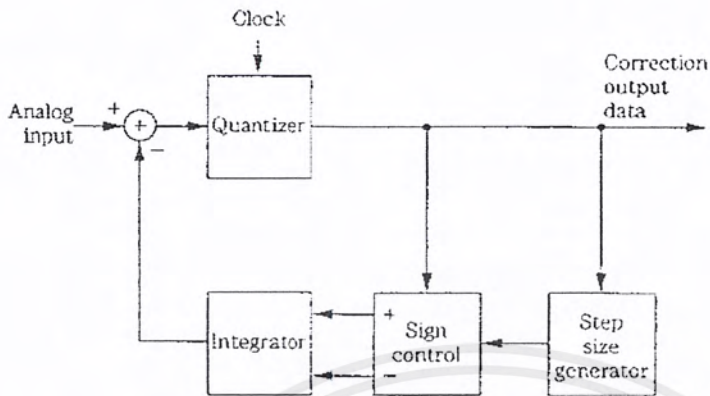 Clock
Correction
output
data
Analog
input
+
+
−
Quantizer
Integrator
+
−
Sign
control
Step
size
generator